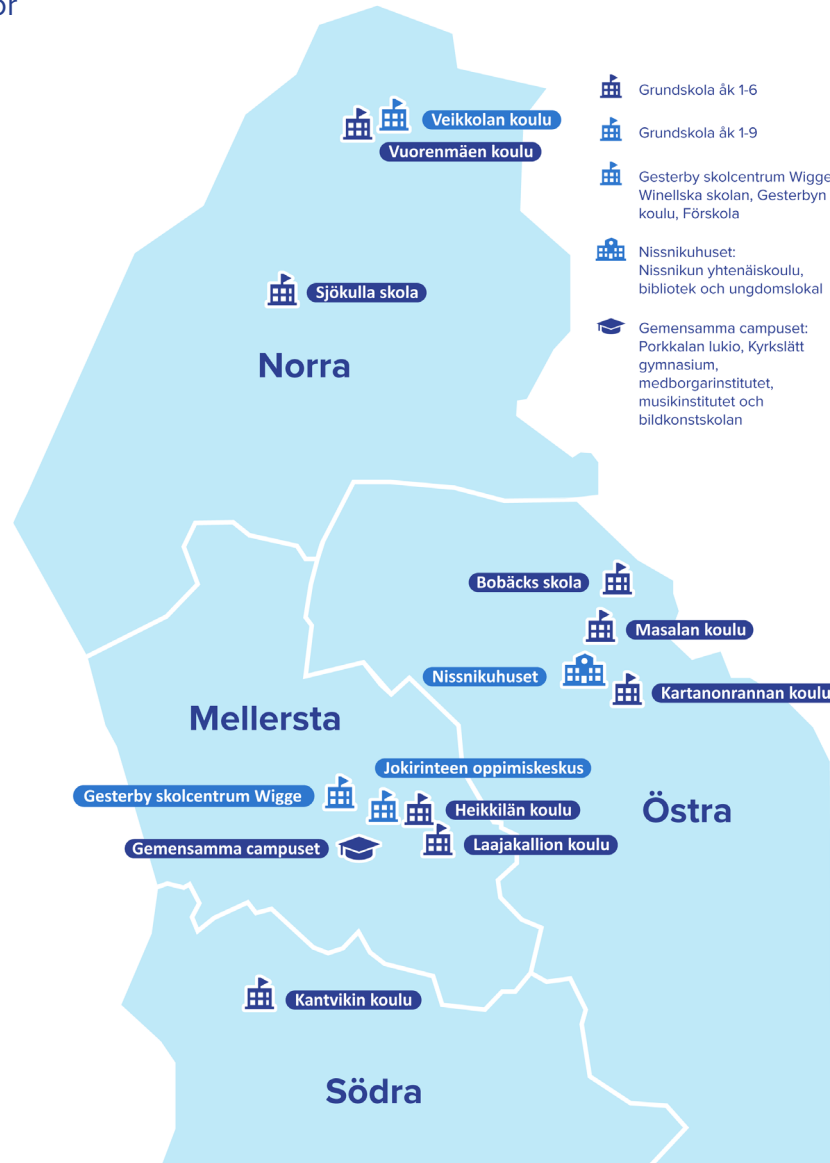 Veikkolan koulu
Vuorenmäen koulu
Sjökulla skola
Norra
Grundskola åk 1-6
Grundskola åk 1-9
Gesterby skolcentrum Wigge
Winellska skolan, Gesterbyn
koulu, Förskola
Nissnikuhuset:
Nissnikun yhtenäiskoulu,
bibliotek och ungdomslokal
Gemensamma campuset:
Porkkalan lukio, Kyrkslätt
gymnasium,
medborgarinstitutet,
musikinstitutet och
bildkonstskolan
Bobäcks skola
Masalan koulu
Nissnikuhuset
Kartanonrannan koulu
Mellersta
Jokirinteen oppimiskeskus
Gesterby skolcentrum Wigge
Heikkilän koulu
Östra
Gemensamma campuset
Laajakallion koulu
Kantvikin koulu
Södra